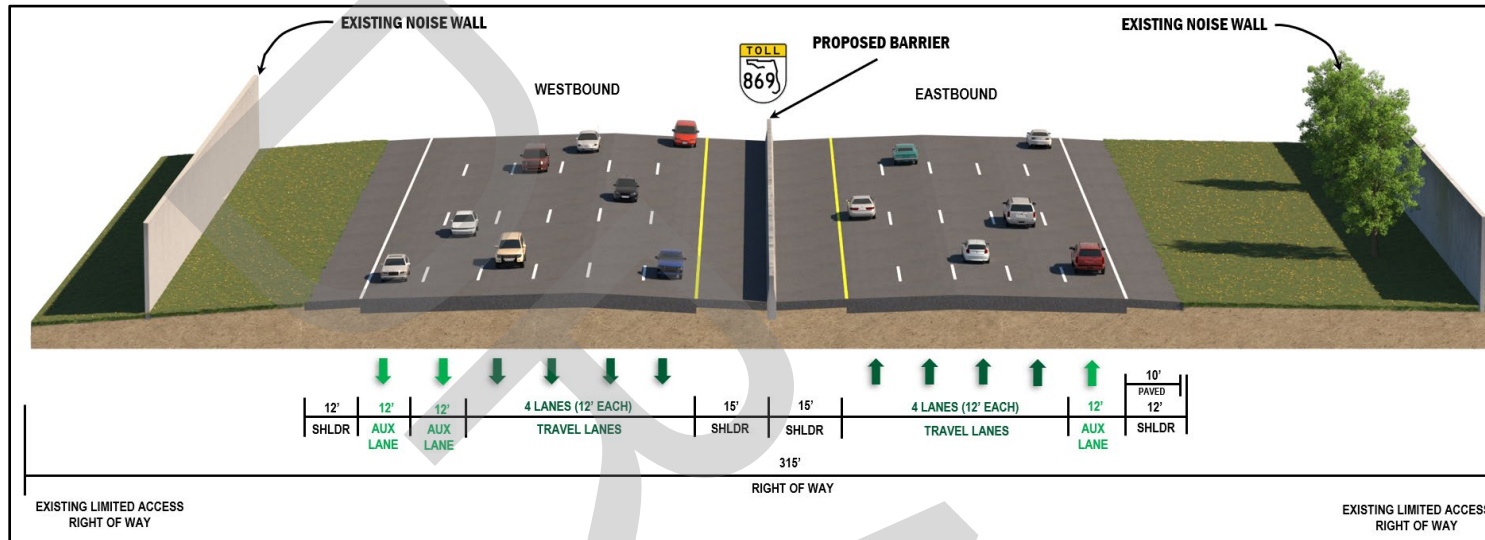 EXISTING NOISE WALL
EXISTING NOISE WALL
PROPOSED BARRIER
TOLL
869
WESTBOUND
EASTBOUND
12'
SHLDR
12'
AUX
LANE
12'
AUX
LANE
4 LANES (12' EACH)
TRAVEL LANES
15'
SHLDR
15'
SHLDR
4 LANES (12' EACH)
TRAVEL LANES
12'
AUX
LANE
10'
PAVED
12'
SHLDR
315'
RIGHT OF WAY
EXISTING LIMITED ACCESS
RIGHT OF WAY
EXISTING LIMITED ACCESS
RIGHT OF WAY